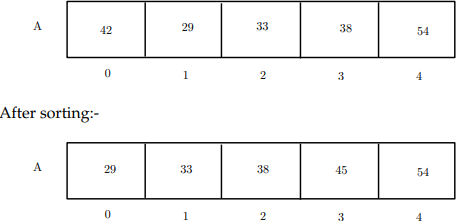 A 42 29 33 38 54
0 1 2 3 4
After sorting:-
A 29 33 38 45 54
0 1 2 3 4